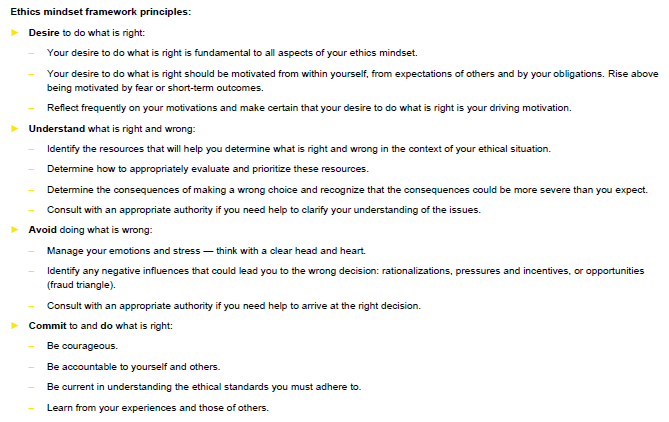 Ethics mindset framework principles:
► Desire to do what is right:
– Your desire to do what is right is fundamental to all aspects of your ethics mindset.
– Your desire to do what is right should be motivated from within yourself, from expectations of others and by your obligations. Rise above
being motivated by fear or short-term outcomes.
– Reflect frequently on your motivations and make certain that your desire to do what is right is your driving motivation.
► Understand what is right and wrong:
– Identify the resources that will help you determine what is right and wrong in the context of your ethical situation.
– Determine how to appropriately evaluate and prioritize these resources.
– Determine the consequences of making a wrong choice and recognize that the consequences could be more severe than you expect.
– Consult with an appropriate authority if you need help to clarify your understanding of the issues.
► Avoid doing what is wrong:
– Manage your emotions and stress — think with a clear head and heart.
– Identify any negative influences that could lead you to the wrong decision: rationalizations, pressures and incentives, or opportunities
(fraud triangle).
– Consult with an appropriate authority if you need help to arrive at the right decision.
► Commit to and do what is right:
– Be courageous.
– Be accountable to yourself and others.
– Be current in understanding the ethical standards you must adhere to.
– Learn from your experiences and those of others.